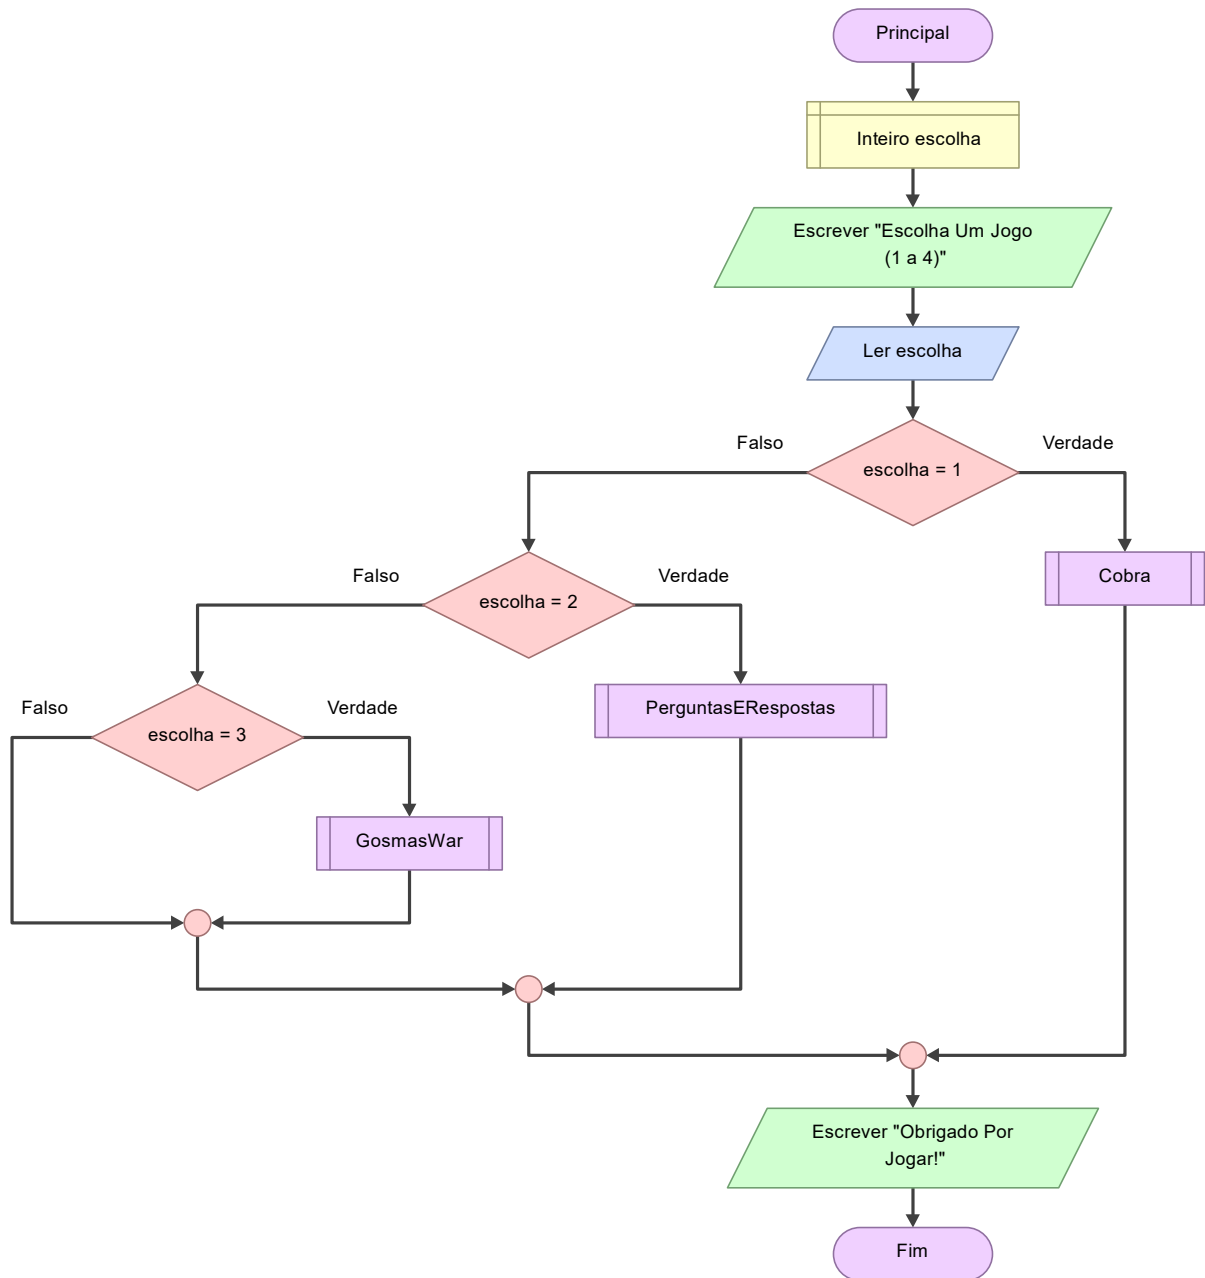 Principal
Inteiro escolha
Escrever "Escolha Um Jogo
(1 a 4)"
Ler escolha
Falso
Verdade
escolha = 1
Falso
Verdade
escolha = 2
Cobra
Falso
Verdade
escolha = 3
PerguntasERespostas
GosmasWar
Escrever "Obrigado Por
Jogar!"
Fim